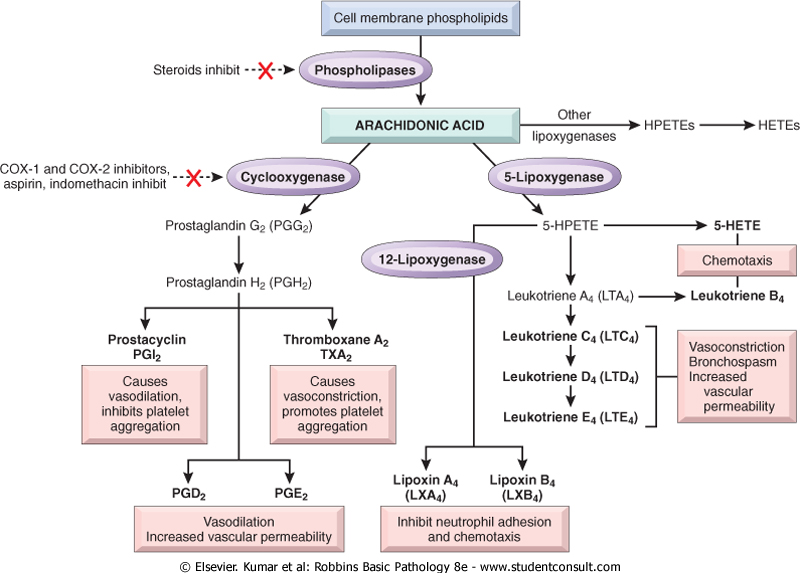 Cell membrane phospholipids
Steroids inhibit
Phospholipases
ARACHIDONIC ACID
Other
lipoxygenases
HPETEs
HETEs
COX-1 and COX-2 inhibitors,
aspirin, indomethacin inhibit
Cyclooxygenase
5-Lipoxygenase
Prostaglandin G₂ (PGG₂)
5-HPETE
5-HETE
12-Lipoxygenase
Chemotaxis
Prostaglandin H₂ (PGH₂)
Leukotriene A₄ (LTA₄)
Leukotriene B₄
Prostacyclin
PGI₂
Thromboxane A₂
TXA₂
Leukotriene C₄ (LTC₄)
Leukotriene D₄ (LTD₄)
Leukotriene E₄ (LTE₄)
Vasoconstriction
Bronchospasm
Increased
vascular
permeability
Causes
vasodilation,
inhibits platelet
aggregation
Causes
vasoconstriction,
promotes platelet
aggregation
PGD₂
PGE₂
Lipoxin A₄
(LXA₄)
Lipoxin B₄
(LXB₄)
Vasodilation
Increased vascular permeability
Inhibit neutrophil adhesion
and chemotaxis
© Elsevier. Kumar et al: Robbins Basic Pathology 8e - www.studentconsult.com